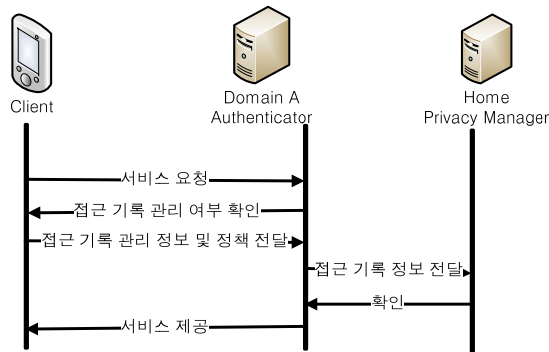 Client
Domain A
Authenticator
Home
Privacy Manager
서비스 요청
접근 기록 관리 여부 확인
접근 기록 관리 정보 및 정책 전달
접근 기록 정보 전달
확인
서비스 제공